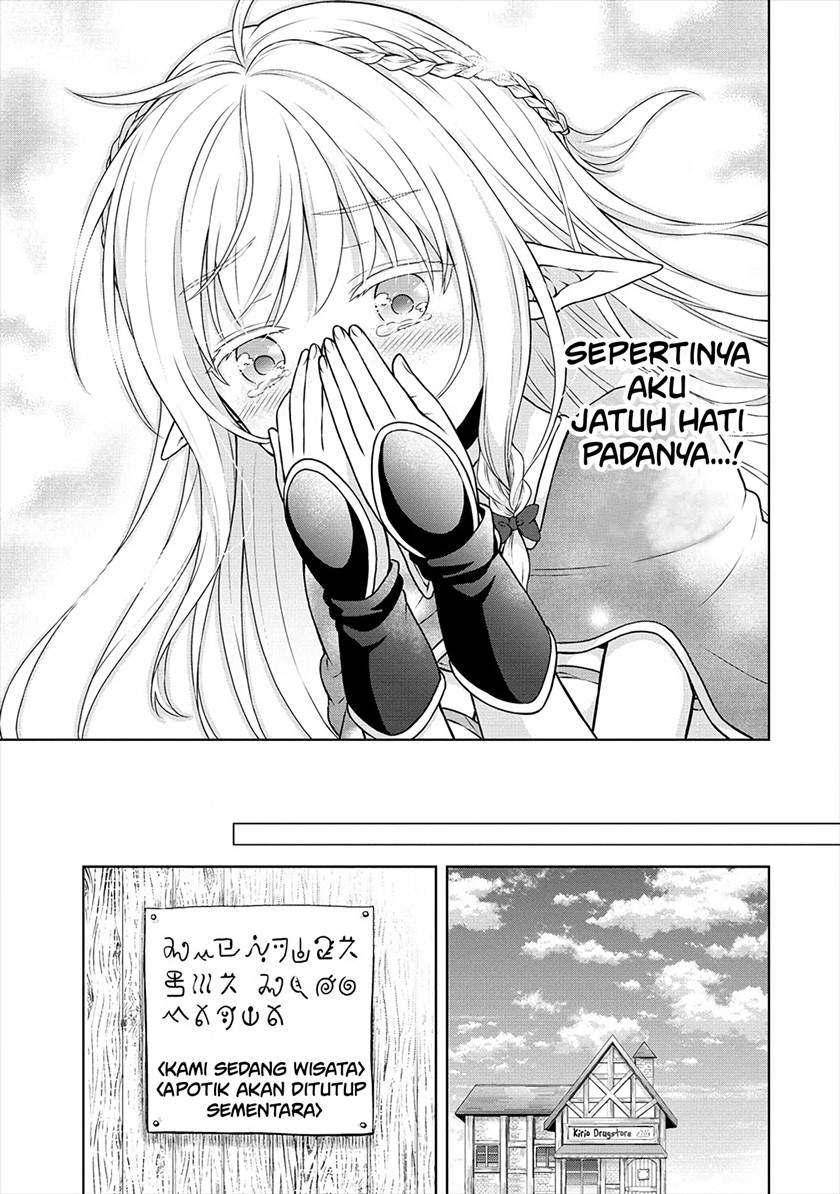 SEPERTINYA
AKU
JATUH HATI
PADANYA...!
Kirio Drugstore
<KAMI SEDANG WISATA>
<APOTIK AKAN DITUTUP
SEMENTARA>